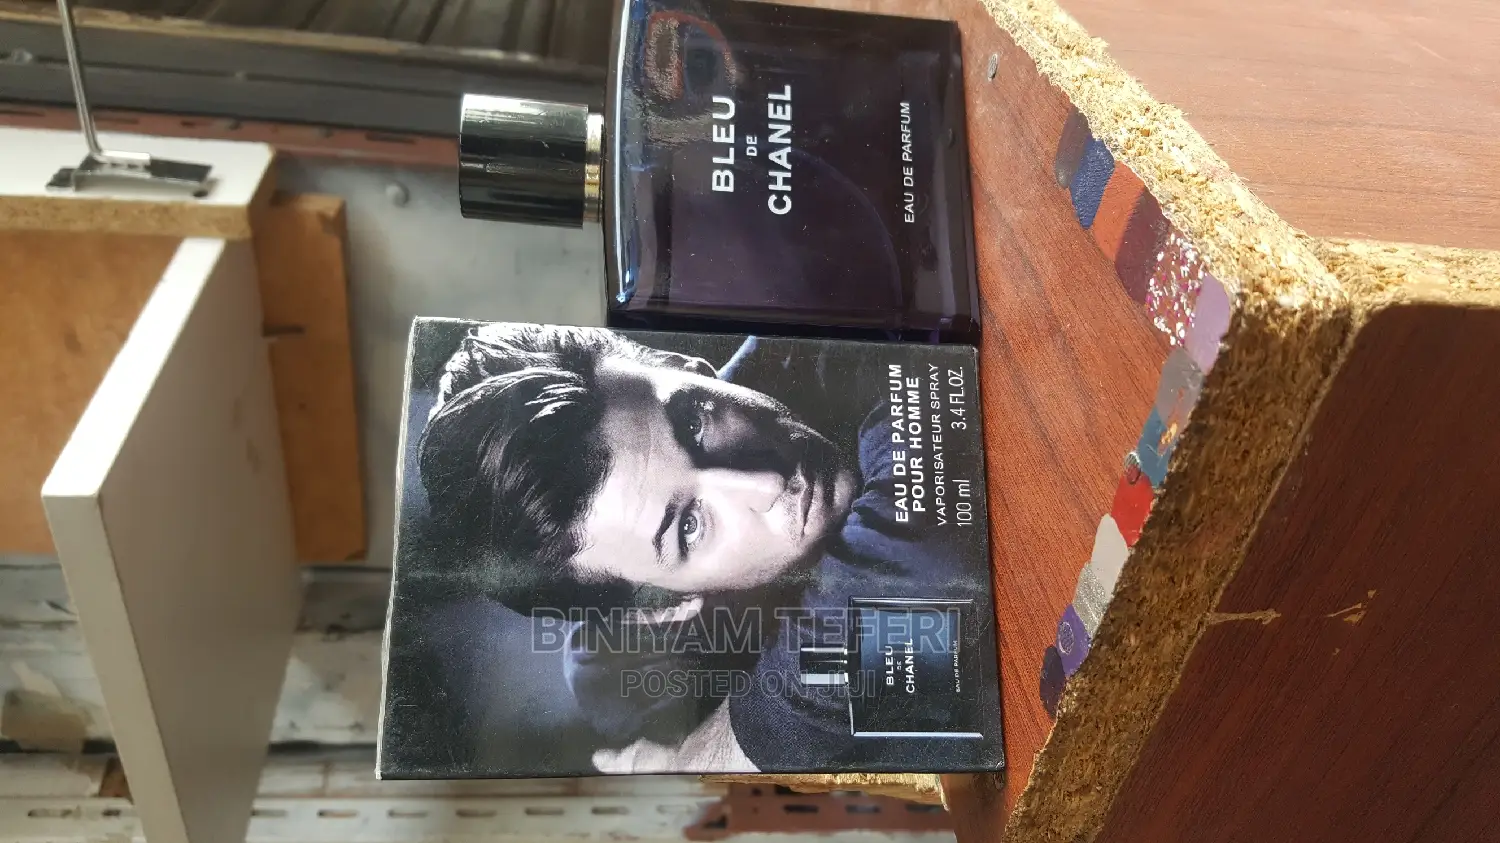 BLEU
DE
CHANEL
EAU DE PARFUM
EAU DE PARFUM
POUR HOMME
VAPORISATEUR SPRAY
100 ml 3.4 FL.OZ.
BLEU
DE
CHANEL
EAU DE PARFUM
BINIYAM TEFERI
POSTED ON JIJI